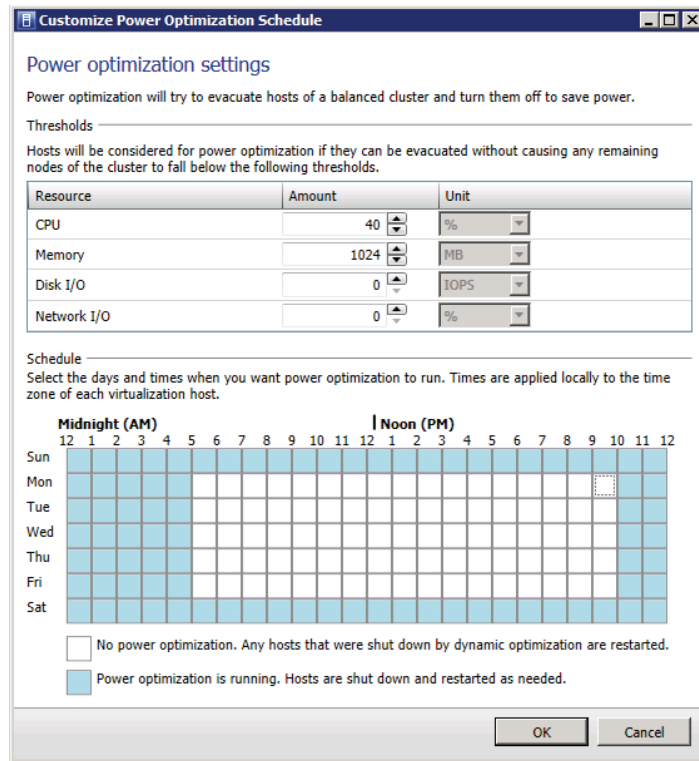 Customize Power Optimization Schedule
Power optimization settings
Power optimization will try to evacuate hosts of a balanced cluster and turn them off to save power.
Thresholds
Hosts will be considered for power optimization if they can be evacuated without causing any remaining
nodes of the cluster to fall below the following thresholds.
Resource Amount Unit
CPU 40 %
Memory 1024 MB
Disk I/O 0 IOPS
Network I/O 0 %
Schedule
Select the days and times when you want power optimization to run. Times are applied locally to the time
zone of each virtualization host.
Midnight (AM) Noon (PM)
12 1 2 3 4 5 6 7 8 9 10 11 12 1 2 3 4 5 6 7 8 9 10 11 12
Sun
Mon
Tue
Wed
Thu
Fri
Sat
No power optimization. Any hosts that were shut down by dynamic optimization are restarted.
Power optimization is running. Hosts are shut down and restarted as needed.
OK Cancel